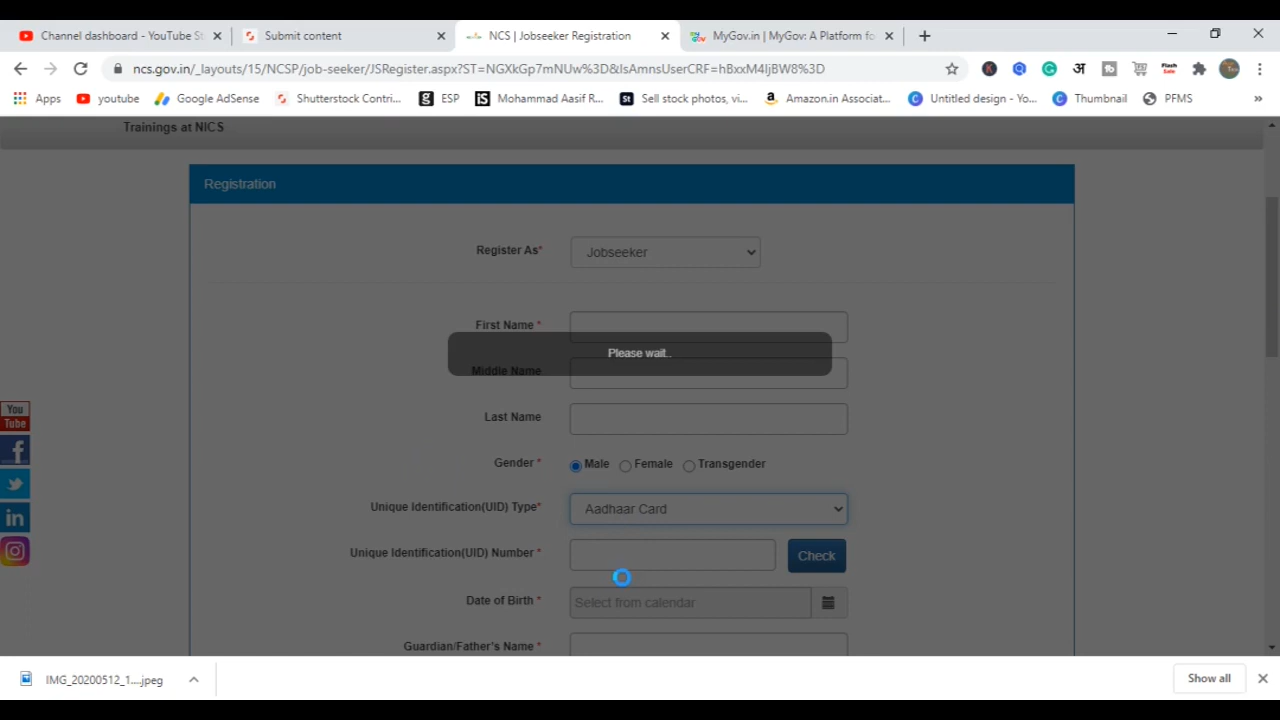 Channel dashboard - YouTube St
Submit content
NCS | Jobseeker Registration
MyGov.in | MyGov: A Platform fo
ncs.gov.in/_layouts/15/NCSP/job-seeker/JSRegister.aspx?ST=NGXkGp7mNUw%3D&IsAmnsUserCRF=hBxxM4IjBW8%3D
अ
Apps
youtube
Google AdSense
Shutterstock Contri...
ESP
Mohammad Aasif R...
Sell stock photos, vi...
Amazon.in Associat...
Untitled design - Yo...
Thumbnail
PFMS
Trainings at NICS
Registration
Register As*
Jobseeker
First Name *
Please wait..
Middle Name
Last Name
You
Tube
Gender *
Male
Female
Transgender
Unique Identification(UID) Type*
Aadhaar Card
Unique Identification(UID) Number *
Check
Date of Birth *
Select from calendar
Guardian/Father's Name *
IMG_20200512_1....jpeg
Show all